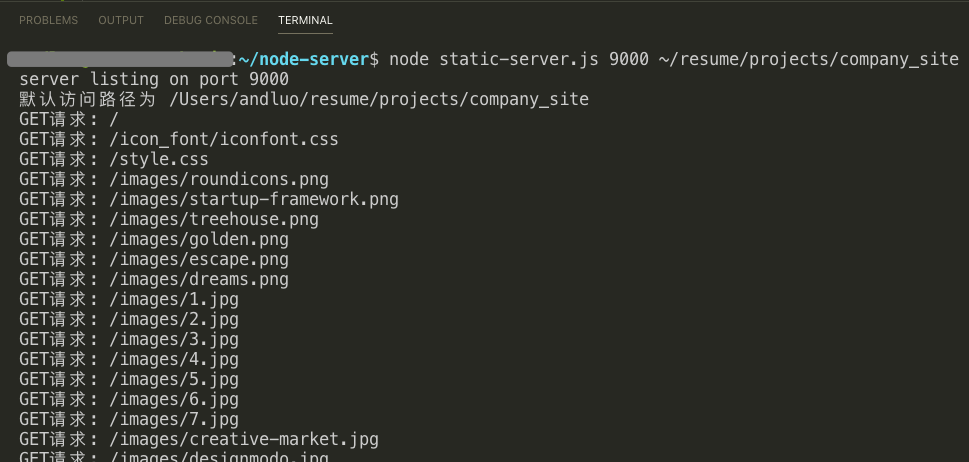 PROBLEMS OUTPUT DEBUG CONSOLE TERMINAL
:~/node-server$ node static-server.js 9000 ~/resume/projects/company_site
server listing on port 9000
默认访问路径为 /Users/andluo/resume/projects/company_site
GET请求: /
GET请求: /icon_font/iconfont.css
GET请求: /style.css
GET请求: /images/roundicons.png
GET请求: /images/startup-framework.png
GET请求: /images/treehouse.png
GET请求: /images/golden.png
GET请求: /images/escape.png
GET请求: /images/dreams.png
GET请求: /images/1.jpg
GET请求: /images/2.jpg
GET请求: /images/3.jpg
GET请求: /images/4.jpg
GET请求: /images/5.jpg
GET请求: /images/6.jpg
GET请求: /images/7.jpg
GET请求: /images/creative-market.jpg
GET请求: /images/designmodo.jpg